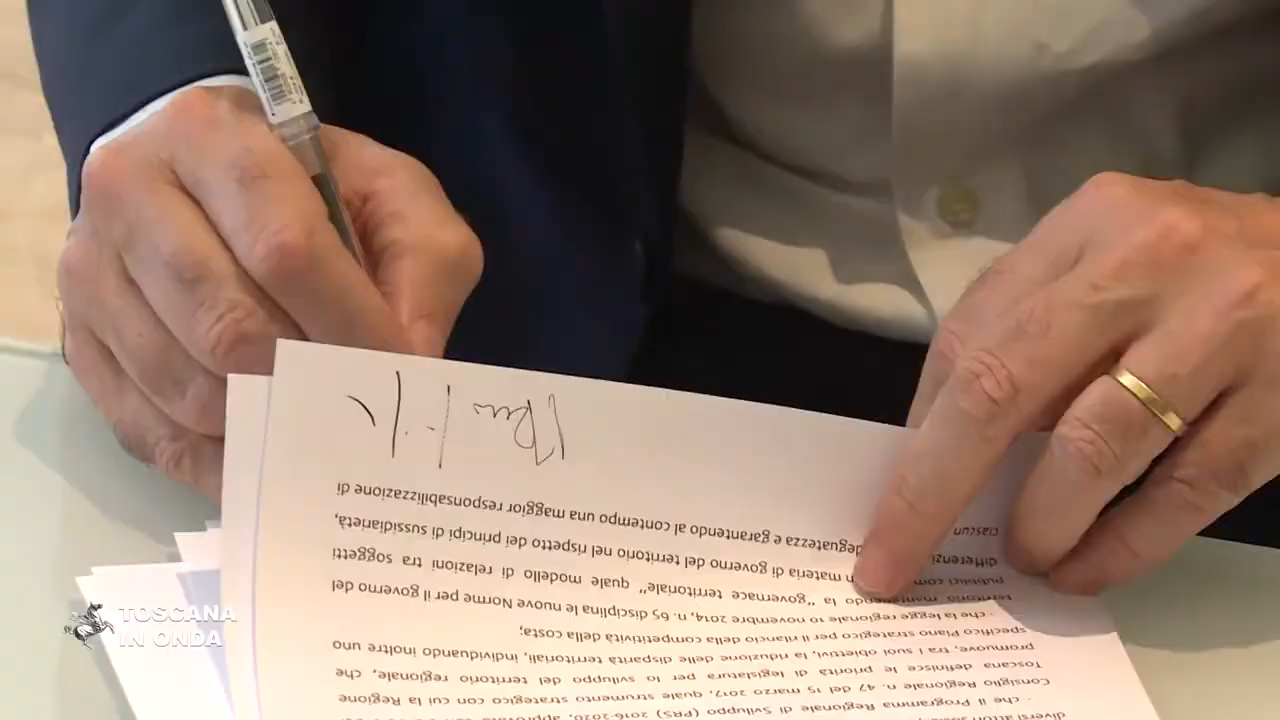 diversi attori
- che il Programma Regionale di Sviluppo (PRS) 2016-2020, approvato con
Consiglio Regionale n. 47 del 15 marzo 2017, quale strumento strategico con cui la Regione
Toscana definisce le priorità di legislatura per lo sviluppo del territorio regionale, che
promuove, tra i suoi obiettivi, la riduzione delle disparità territoriali, individuando inoltre uno
specifico Piano strategico per il rilancio della competitività della costa;
- che la legge regionale 10 novembre 2014, n. 65 disciplina le nuove Norme per il governo del
territorio mantenendo la "governace territoriale", quale modello di relazioni tra soggetti
pubblici in materia di governo del territorio nel rispetto dei principi di sussidiarietà,
e garantendo al contempo una maggior responsabilizzazione di
ciascun
TOSCANA
IN ONDA